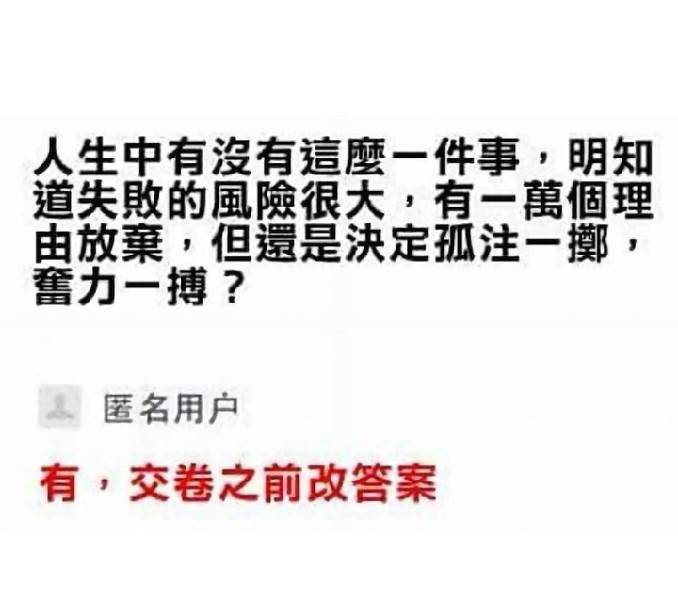 人生中有沒有這麼一件事，明知
道失敗的風險很大，有一萬個理
由放棄，但還是決定孤注一擲，
奮力一搏？
匿名用户
有，交卷之前改答案